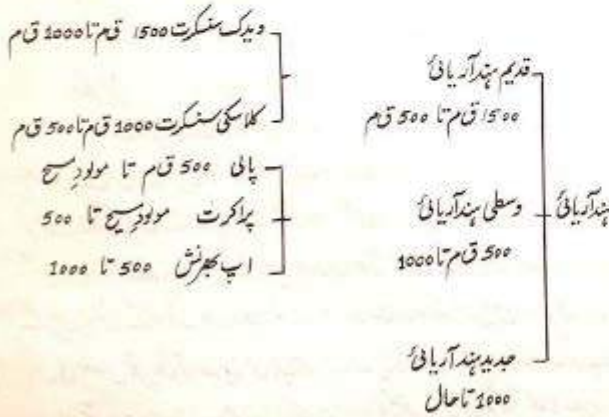 ہند آریائی
قدیم ہند آریائی
1500 ق م تا 500 ق م
ویدک سنسکرت 1500 ق م تا 1000 ق م
کلاسکی سنسکرت 1000 ق م تا 500 ق م
وسطی ہند آریائی
500 ق م تا 1000
پالی 500 ق م تا مولودِ مسیح
پراکرت مولودِ مسیح تا 500
اپ بھرنش 500 تا 1000
جدید ہند آریائی
1000 تا حال